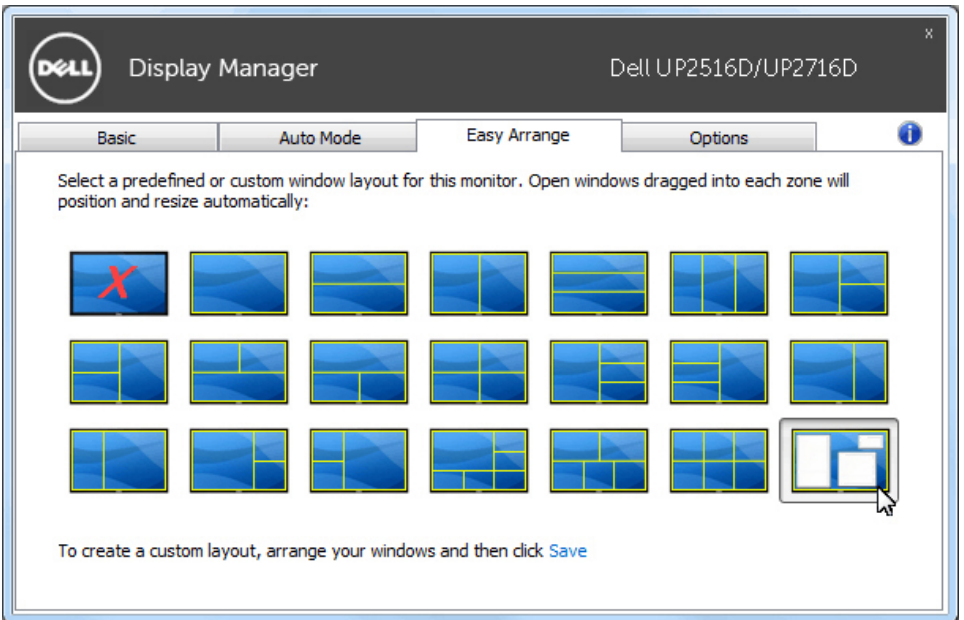 x
DELL
Display Manager
Dell UP2516D/UP2716D
Basic
Auto Mode
Easy Arrange
Options
i
Select a predefined or custom window layout for this monitor. Open windows dragged into each zone will
position and resize automatically:
X
To create a custom layout, arrange your windows and then click Save